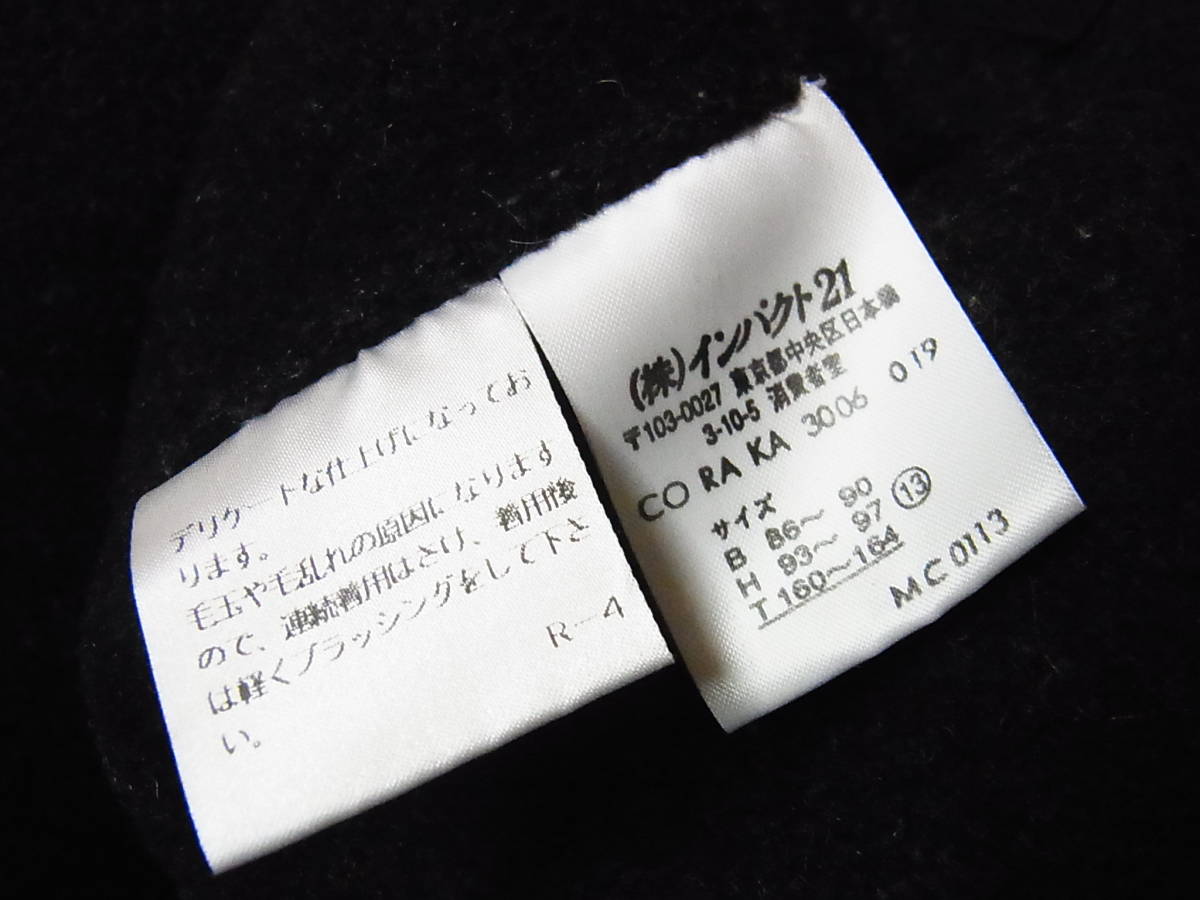 デリケートな仕上げになってお
ります。
毛玉や毛乱れの原因になります
ので、連続着用はさけ、着用後
は軽くブラッシングをして下さ
い。
R-4
(株)インパクト21
〒103-0027 東京都中央区日本橋
3-10-5 消費者室
CO RA KA 3006 019
サイズ
B 86～ 90
H 93～ 97 ⑬
T 160～164
MC0113